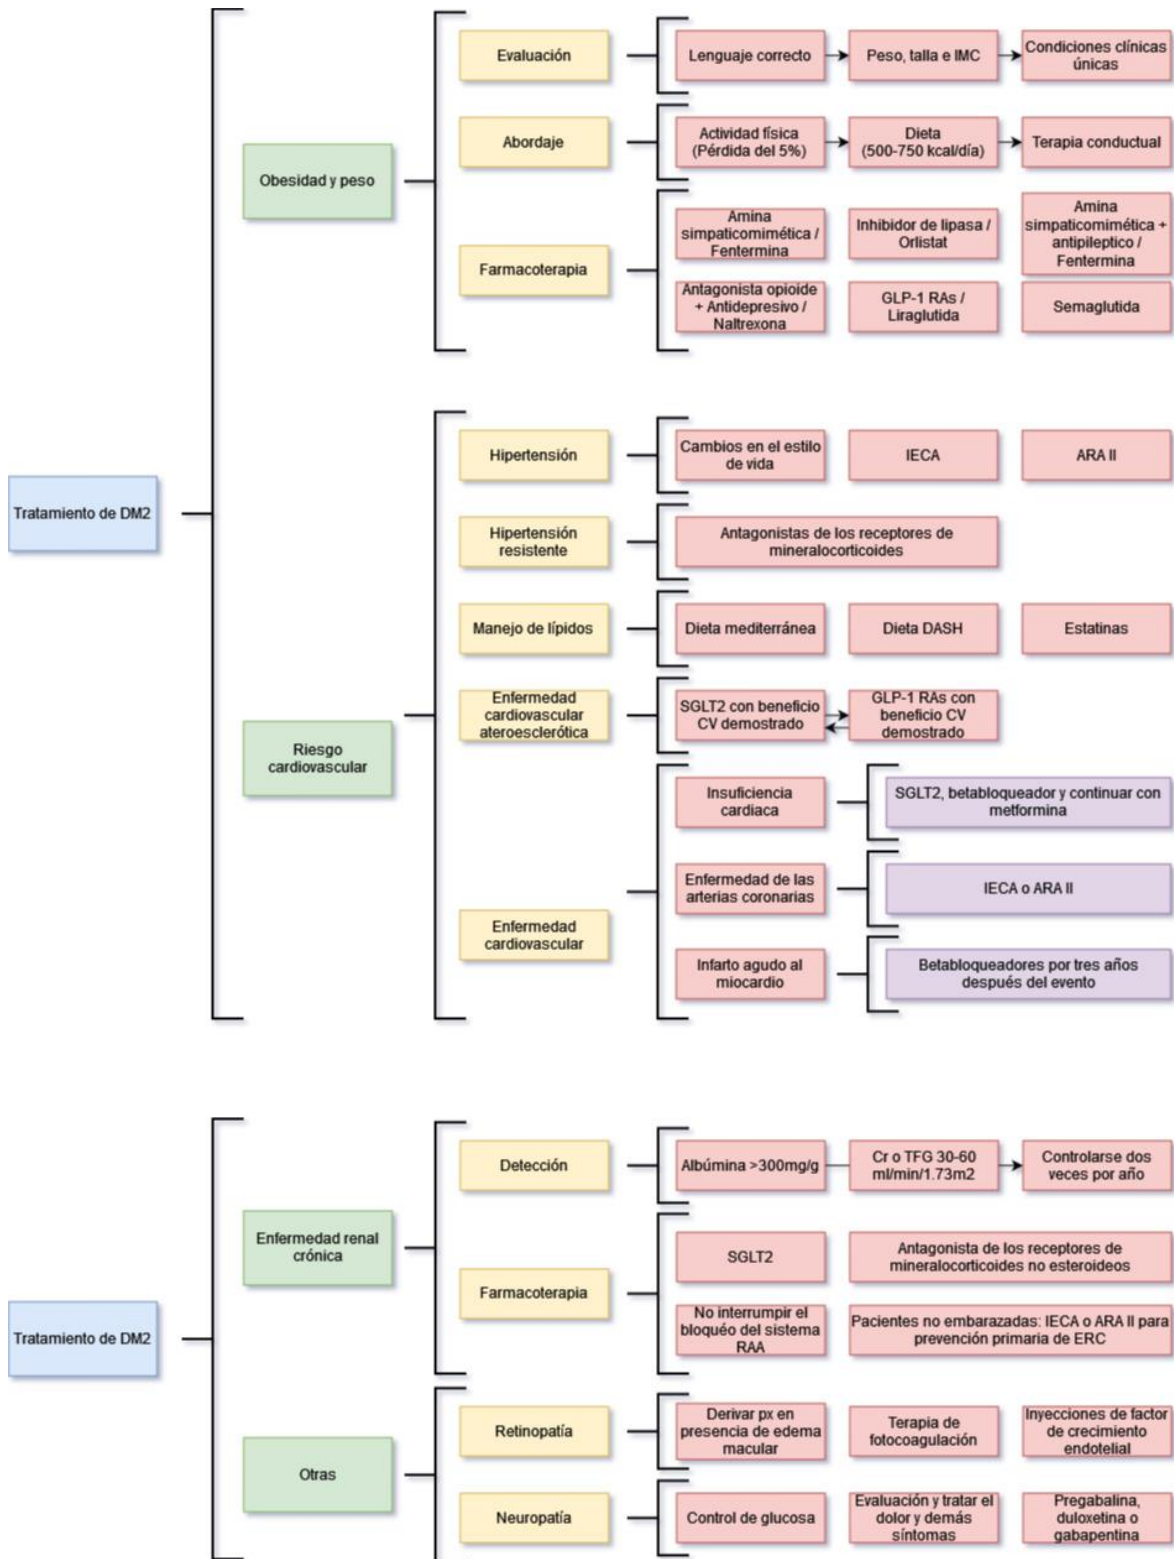 Tratamiento de DM2
Obesidad y peso
Evaluación
Lenguaje correcto
Peso, talla e IMC
Condiciones clínicas
únicas
Abordaje
Actividad física
(Pérdida del 5%)
Dieta
(500-750 kcal/día)
Terapia conductual
Farmacoterapia
Amina
simpaticomimética /
Fentermina
Inhibidor de lipasa /
Orlistat
Amina
simpaticomimética +
antipileptico /
Fentermina
Antagonista opioide
+ Antidepresivo /
Naltrexona
GLP-1 RAs /
Liraglutida
Semaglutida
Riesgo
cardiovascular
Hipertensión
Cambios en el estilo
de vida
IECA
ARA II
Hipertensión
resistente
Antagonistas de los receptores de
mineralocorticoides
Manejo de lípidos
Dieta mediterránea
Dieta DASH
Estatinas
Enfermedad
cardiovascular
ateroesclerótica
SGLT2 con beneficio
CV demostrado
GLP-1 RAs con
beneficio CV
demostrado
Enfermedad
cardiovascular
Insuficiencia
cardiaca
SGLT2, betabloqueador y continuar con
metformina
Enfermedad de las
arterias coronarias
IECA o ARA II
Infarto agudo al
miocardio
Betabloqueadores por tres años
después del evento
Tratamiento de DM2
Enfermedad renal
crónica
Detección
Albúmina >300mg/g
Cr o TFG 30-60
ml/min/1.73m2
Controlarse dos
veces por año
Farmacoterapia
SGLT2
Antagonista de los receptores de
mineralocorticoides no esteroideos
No interrumpir el
bloquéo del sistema
RAA
Pacientes no embarazadas: IECA o ARA II para
prevención primaria de ERC
Otras
Retinopatía
Derivar px en
presencia de edema
macular
Terapia de
fotocoagulación
Inyecciones de factor
de crecimiento
endotelial
Neuropatía
Control de glucosa
Evaluación y tratar el
dolor y demás
síntomas
Pregabalina,
duloxetina o
gabapentina